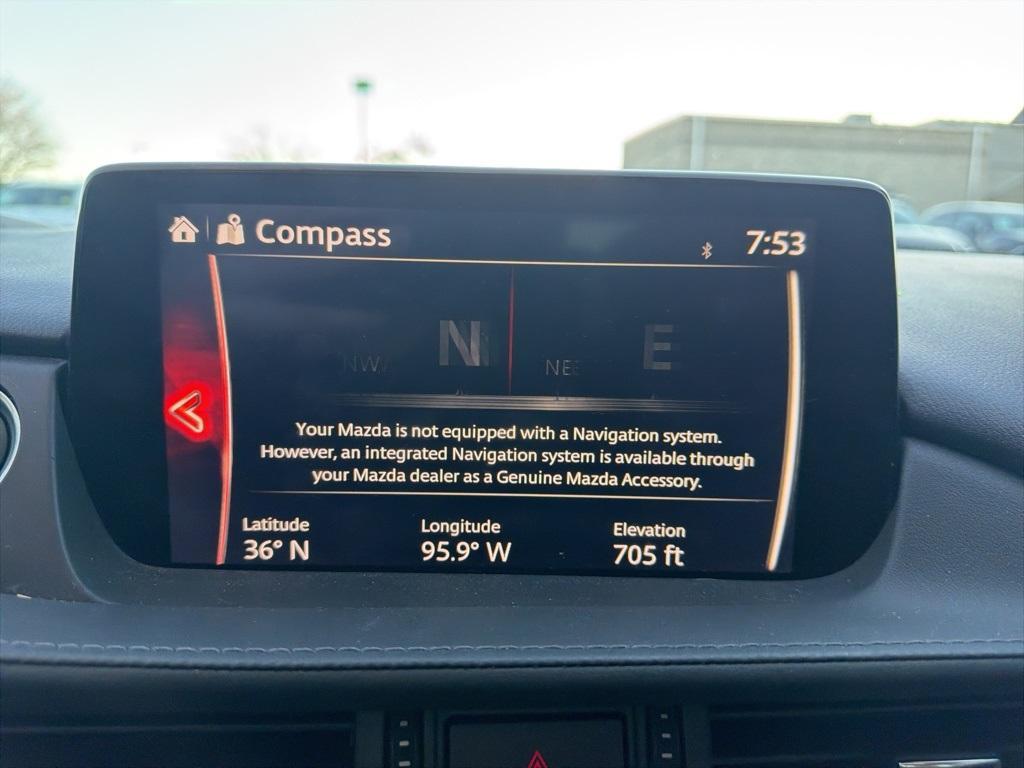 Compass
7:53
NW N NE E
Your Mazda is not equipped with a Navigation system.
However, an integrated Navigation system is available through
your Mazda dealer as a Genuine Mazda Accessory.
Latitude Longitude Elevation
36° N 95.9° W 705 ft